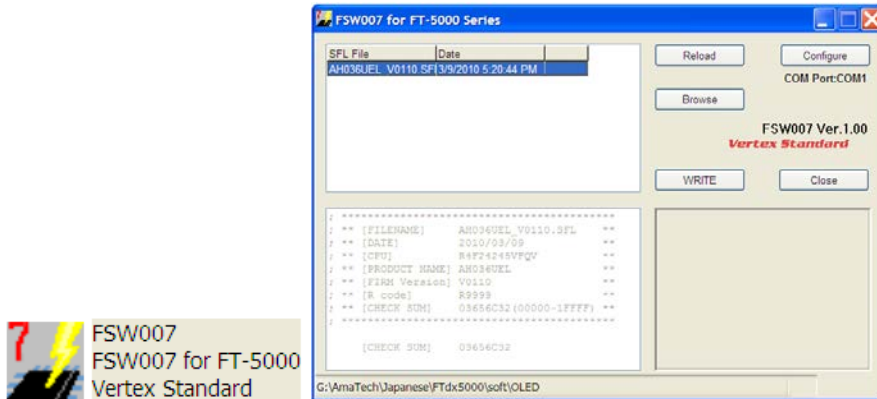 FSW007 for FT-5000 Series
SFL File Date
AH036UEL_V0110.SFl 3/9/2010 5:20:44 PM
Reload Configure
COM Port:COM1
Browse
FSW007 Ver.1.00
Vertex Standard
WRITE Close
; *****************************************
; ** [FILENAME] AH036UEL_V0110.SFL **
; ** [DATE] 2010/03/09 **
; ** [CPU] R4F24245VFQV **
; ** [PRODUCT NAME] AH036UEL **
; ** [FIRM Version] V0110 **
; ** [R code] R9999 **
; ** [CHECK SUM] 03656C32(00000-1FFFF) **
; *****************************************
[CHECK SUM] 03656C32
G:\AmaTech\Japanese\FTdx5000\soft\OLED
7
FSW007
FSW007 for FT-5000
Vertex Standard